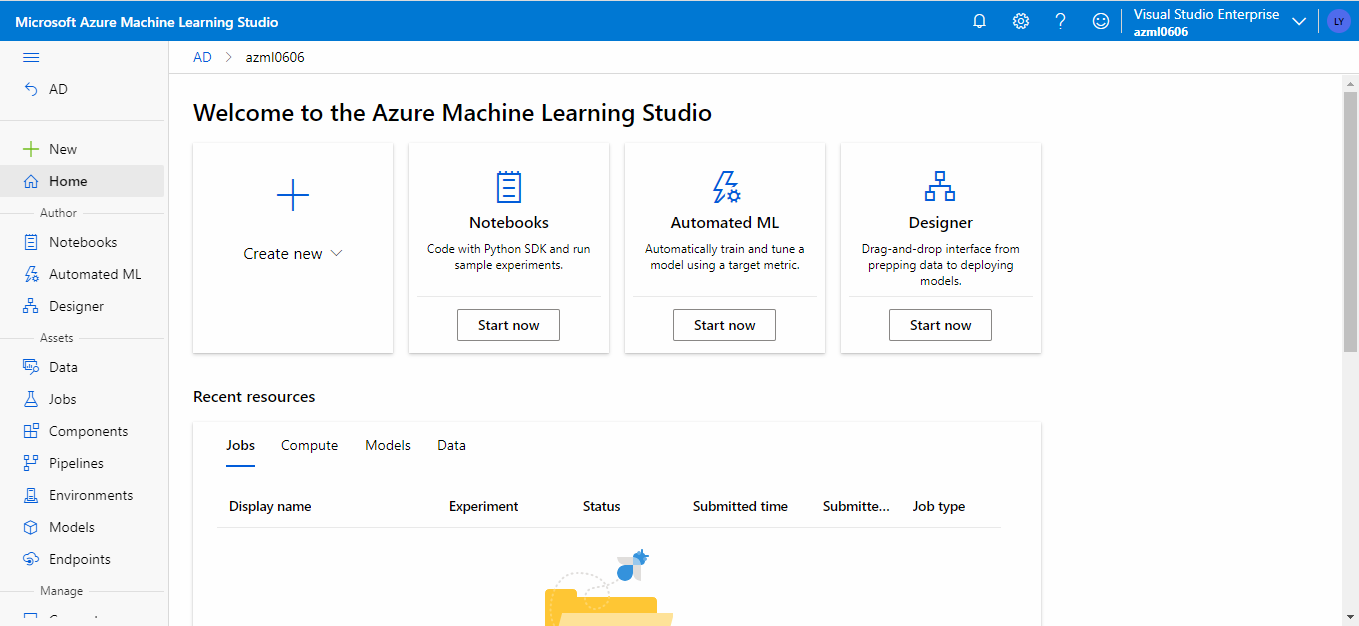 Microsoft Azure Machine Learning Studio
Visual Studio Enterprise
azml0606
LY
AD
azml0606
AD
New
Home
Author
Notebooks
Automated ML
Designer
Assets
Data
Jobs
Components
Pipelines
Environments
Models
Endpoints
Manage
Welcome to the Azure Machine Learning Studio
Create new
Notebooks
Code with Python SDK and run
sample experiments.
Start now
Automated ML
Automatically train and tune a
model using a target metric.
Start now
Designer
Drag-and-drop interface from
prepping data to deploying
models.
Start now
Recent resources
Jobs Compute Models Data
Display name Experiment Status Submitted time Submitte... Job type